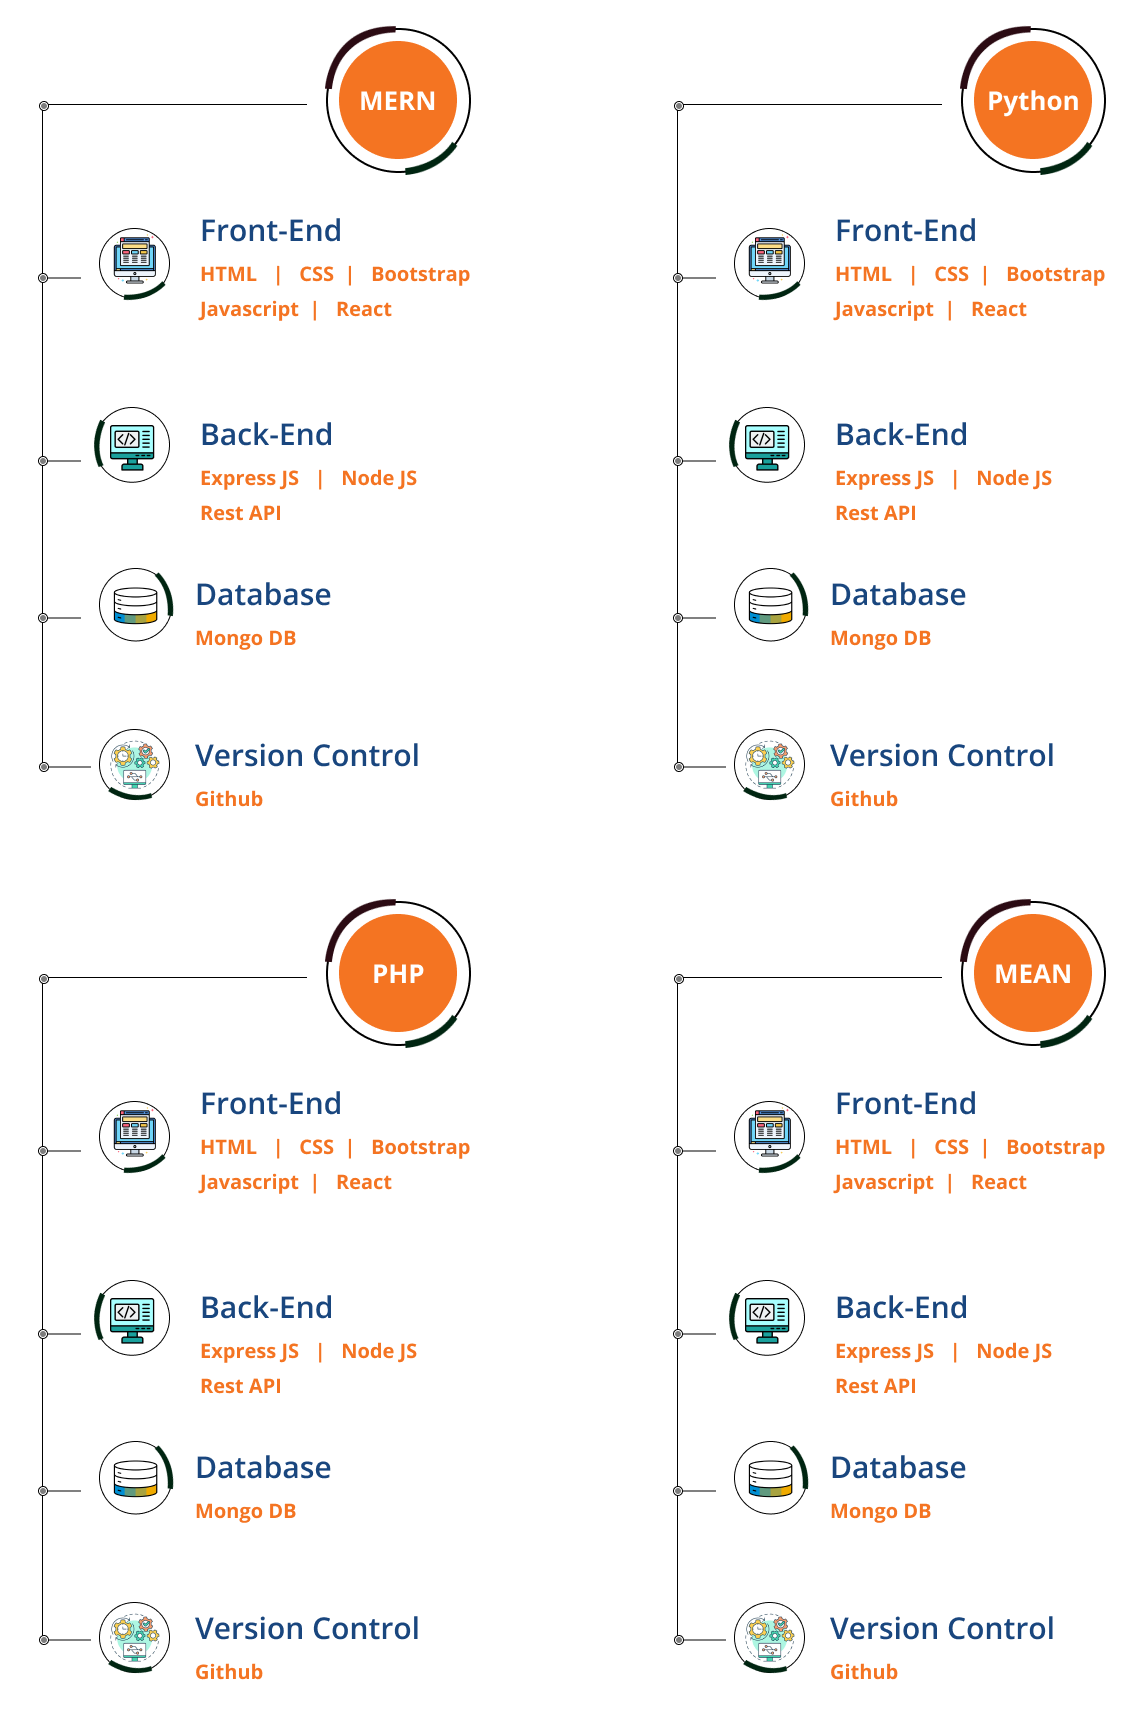 MERN
Front-End
HTML | CSS | Bootstrap
Javascript | React
Back-End
Express JS | Node JS
Rest API
Database
Mongo DB
Version Control
Github
Python
Front-End
HTML | CSS | Bootstrap
Javascript | React
Back-End
Express JS | Node JS
Rest API
Database
Mongo DB
Version Control
Github
PHP
Front-End
HTML | CSS | Bootstrap
Javascript | React
Back-End
Express JS | Node JS
Rest API
Database
Mongo DB
Version Control
Github
MEAN
Front-End
HTML | CSS | Bootstrap
Javascript | React
Back-End
Express JS | Node JS
Rest API
Database
Mongo DB
Version Control
Github